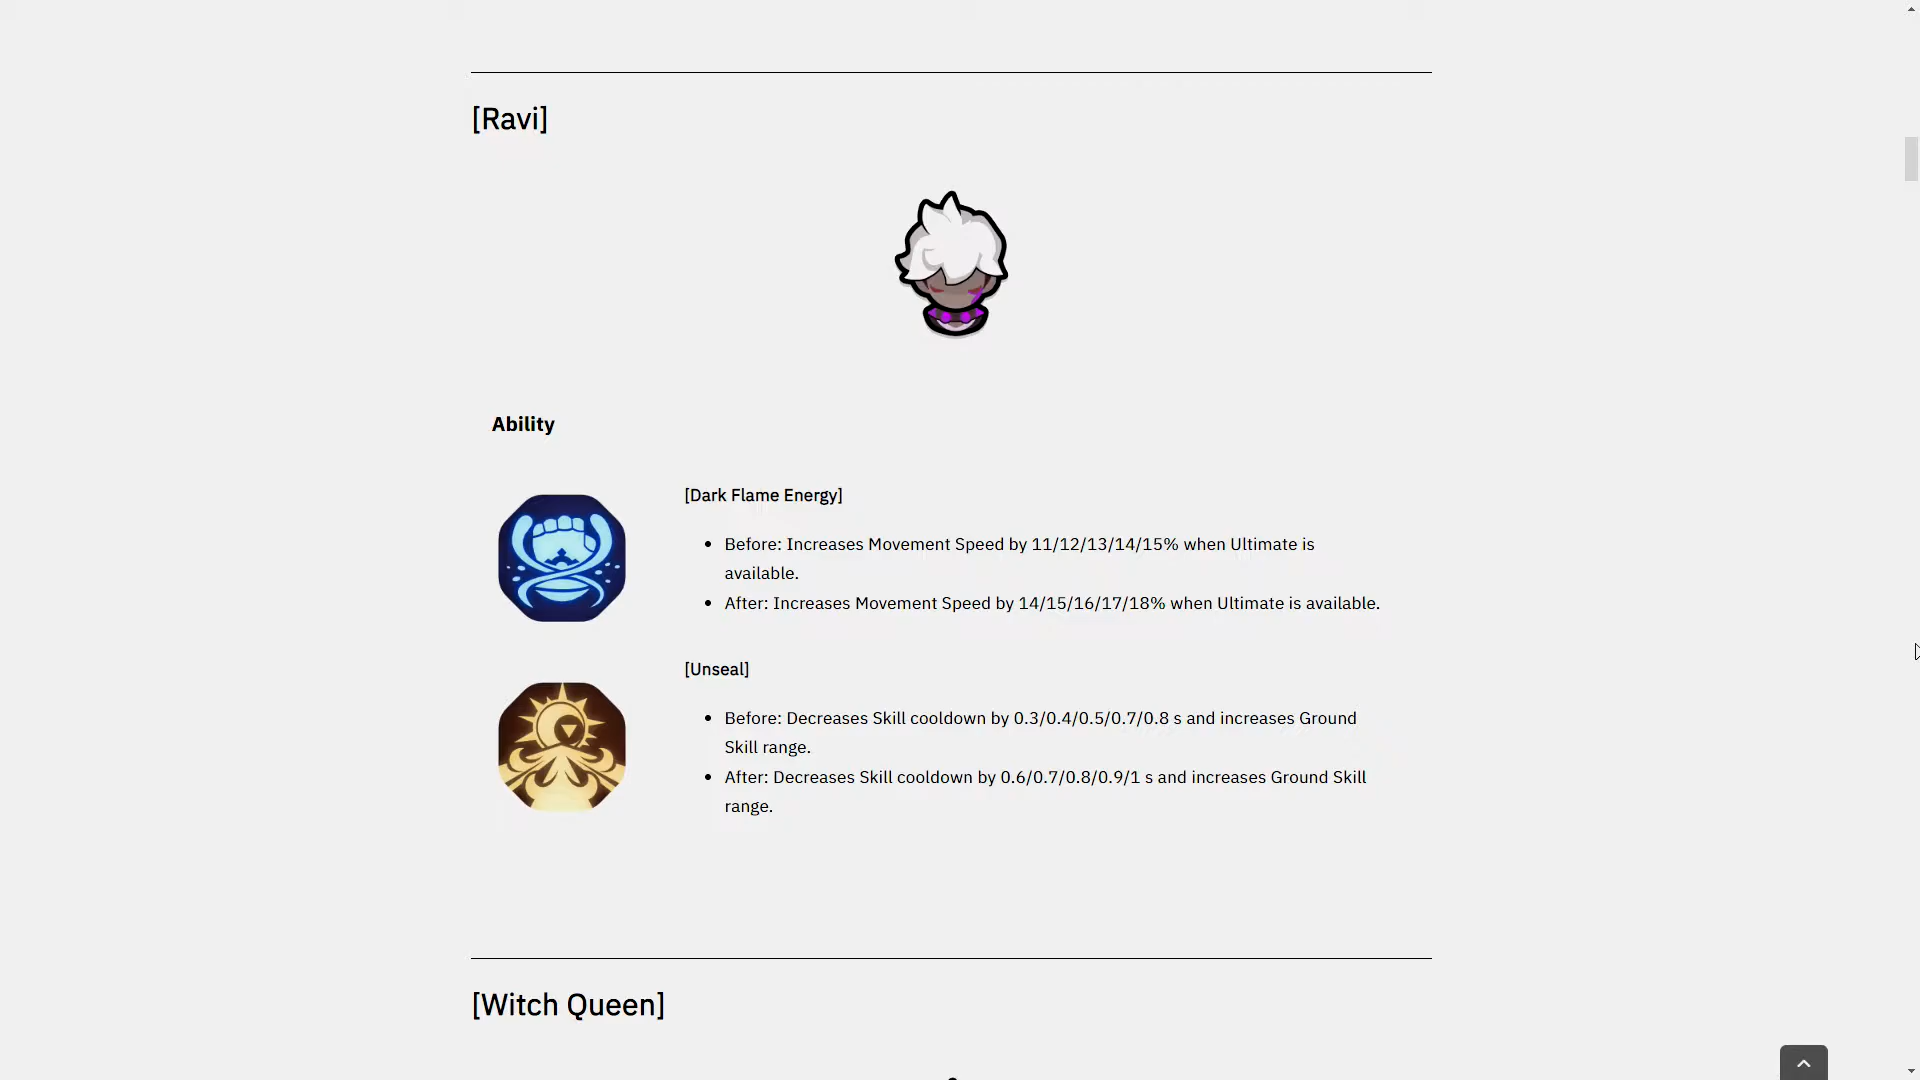 [Ravi]
Ability
[Dark Flame Energy]
Before: Increases Movement Speed by 11/12/13/14/15% when Ultimate is
available.
After: Increases Movement Speed by 14/15/16/17/18% when Ultimate is available.
[Unseal]
Before: Decreases Skill cooldown by 0.3/0.4/0.5/0.7/0.8 s and increases Ground
Skill range.
After: Decreases Skill cooldown by 0.6/0.7/0.8/0.9/1 s and increases Ground Skill
range.
[Witch Queen]